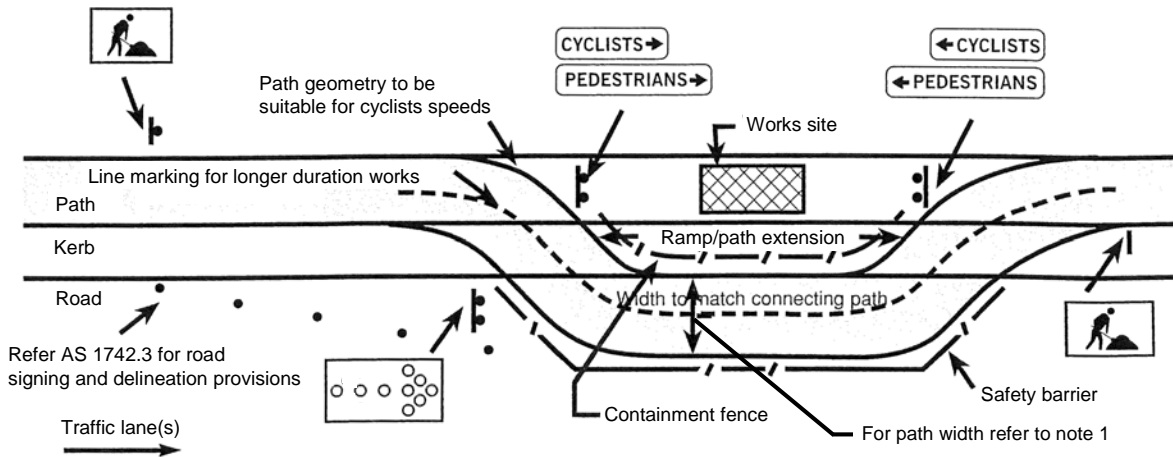 CYCLISTS→
PEDESTRIANS→
←CYCLISTS
←PEDESTRIANS
Path geometry to be
suitable for cyclists speeds
Works site
Line marking for longer duration works
Path
Ramp/path extension
Kerb
Road
Width to match connecting path
Refer AS 1742.3 for road
signing and delineation provisions
Safety barrier
Containment fence
Traffic lane(s)
For path width refer to note 1